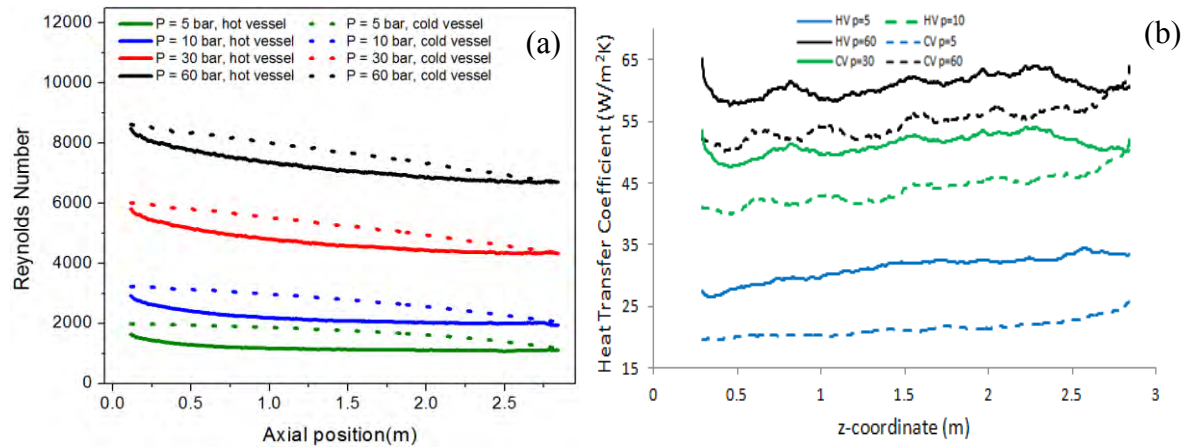 P = 5 bar, hot vessel P = 5 bar, cold vessel
P = 10 bar, hot vessel P = 10 bar, cold vessel
P = 30 bar, hot vessel P = 30 bar, cold vessel
P = 60 bar, hot vessel P = 60 bar, cold vessel
(a)
12000
10000
8000
6000
4000
2000
0
Reynolds Number
0.0 0.5 1.0 1.5 2.0 2.5
Axial position(m)
HV p=5 HV p=10
HV p=60 CV p=5
CV p=30 CV p=60
(b)
65
55
45
35
25
15
Heat Transfer Coefficient (W/m²K)
0 0.5 1 1.5 2 2.5 3
z-coordinate (m)